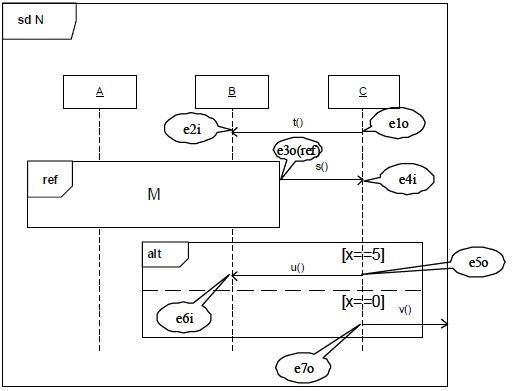 sd N
A
B
C
t()
e2i
e1o
e3o(ref)
s()
ref
M
e4i
alt
[x==5]
u()
e5o
[x==0]
v()
e6i
e7o